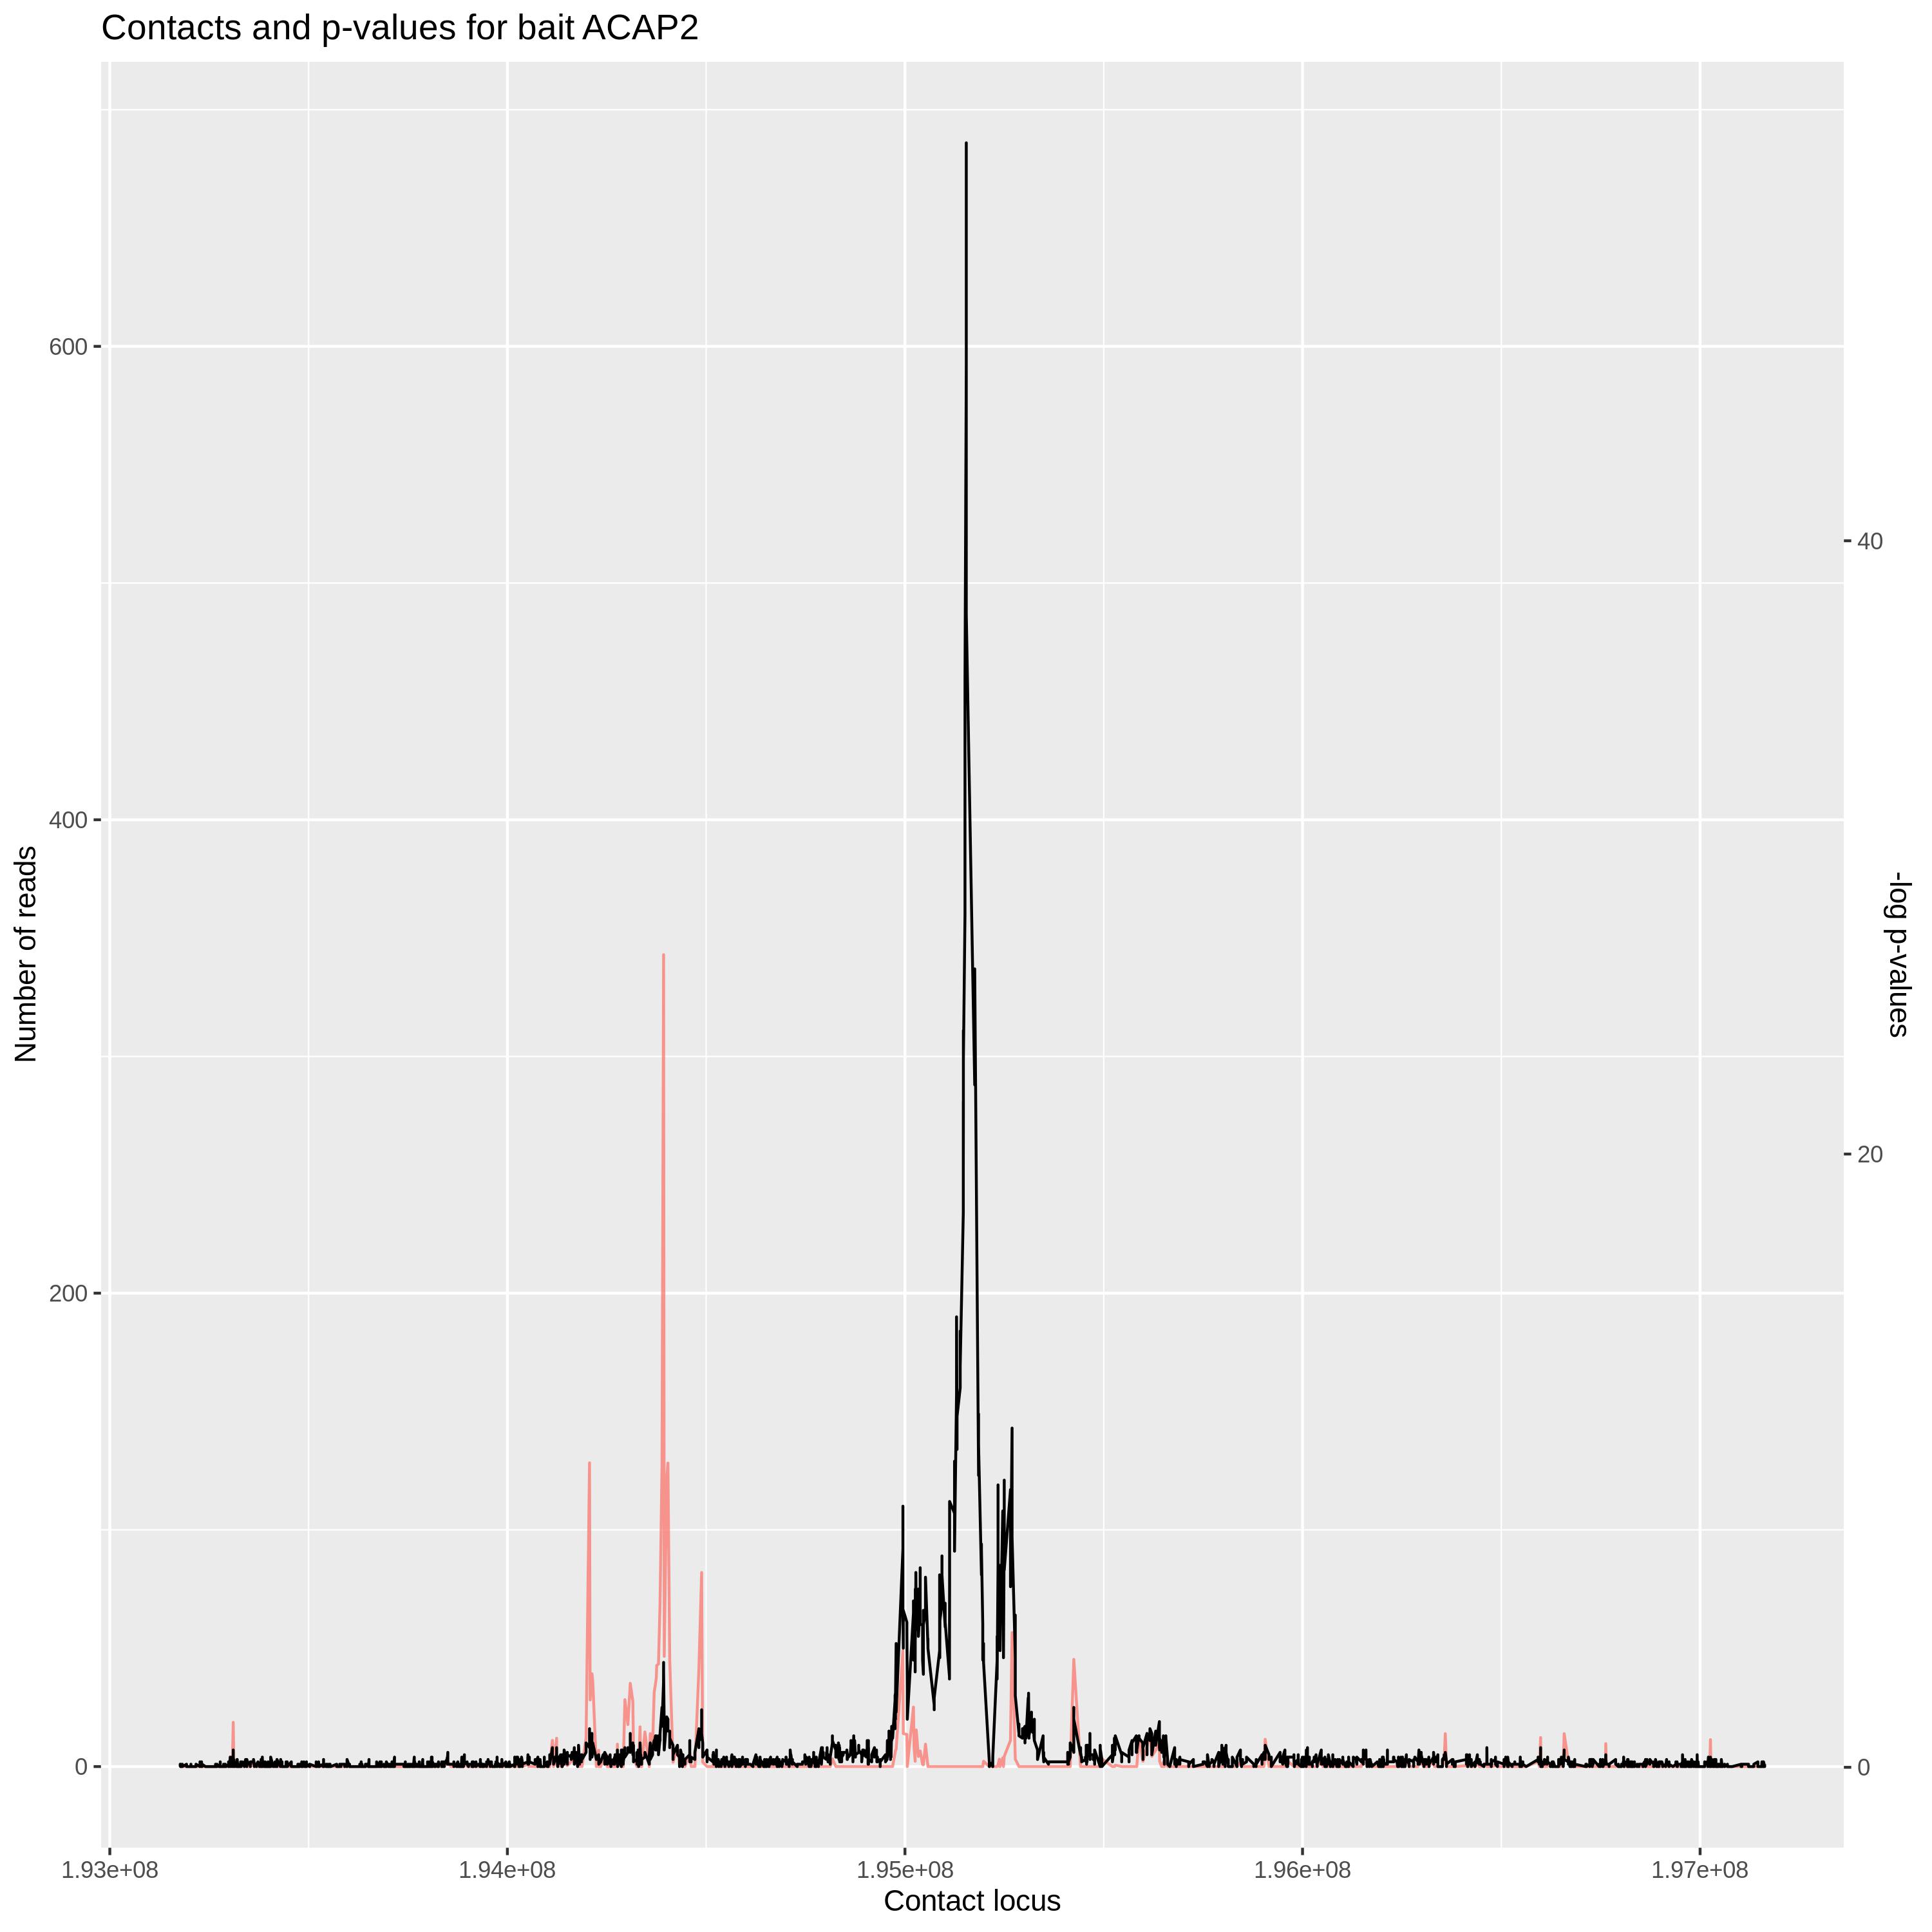 Contacts and p-values for bait ACAP2
Number of reads
600
400
200
0
40
20
0
-log p-values
1.93e+08
1.94e+08
1.95e+08
1.96e+08
1.97e+08
Contact locus